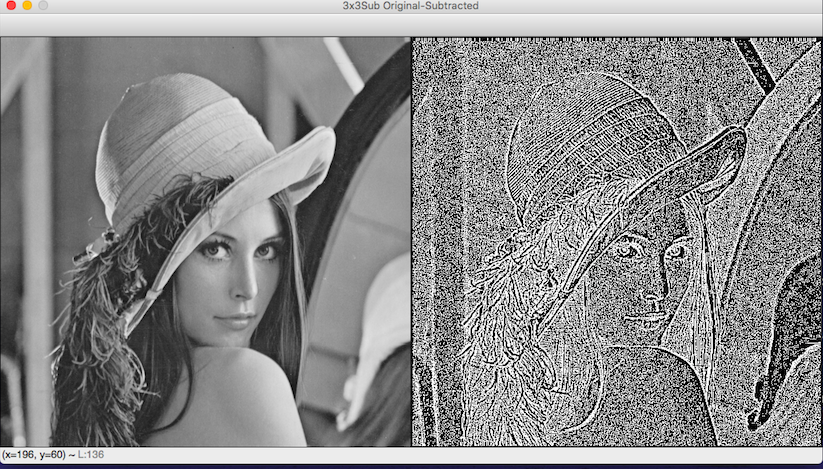 3x3Sub Original-Subtracted
(x=196, y=60) ~ L:136